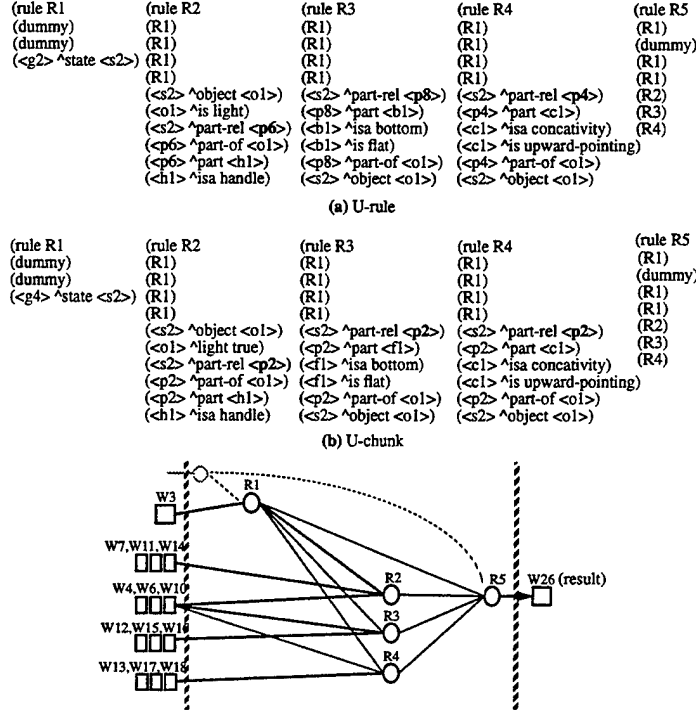 (rule R1
(dummy)
(dummy)
(<g2> ^state <s2>)
(rule R2
(R1)
(R1)
(R1)
(R1)
(<s2> ^object <o1>)
(<o1> ^is light)
(<s2> ^part-rel <p6>)
(<p6> ^part-of <o1>)
(<p6> ^part <h1>)
(<h1> ^isa handle)
(rule R3
(R1)
(R1)
(R1)
(R1)
(<s2> ^part-rel <p8>)
(<p8> ^part <b1>)
(<b1> ^isa bottom)
(<b1> ^is flat)
(<p8> ^part-of <o1>)
(<s2> ^object <o1>)
(rule R4
(R1)
(R1)
(R1)
(R1)
(<s2> ^part-rel <p4>)
(<p4> ^part <c1>)
(<c1> ^isa concativity)
(<c1> ^is upward-pointing)
(<p4> ^part-of <o1>)
(<s2> ^object <o1>)
(rule R5
(R1)
(dummy)
(R1)
(R1)
(R2)
(R3)
(R4)
(a) U-rule
(rule R1
(dummy)
(dummy)
(<g4> ^state <s2>)
(rule R2
(R1)
(R1)
(R1)
(R1)
(<s2> ^object <o1>)
(<o1> ^light true)
(<s2> ^part-rel <p2>)
(<p2> ^part-of <o1>)
(<p2> ^part <h1>)
(<h1> ^isa handle)
(rule R3
(R1)
(R1)
(R1)
(R1)
(<s2> ^part-rel <p2>)
(<p2> ^part <f1>)
(<f1> ^isa bottom)
(<f1> ^is flat)
(<p2> ^part-of <o1>)
(<s2> ^object <o1>)
(rule R4
(R1)
(R1)
(R1)
(R1)
(<s2> ^part-rel <p2>)
(<p2> ^part <c1>)
(<c1> ^isa concativity)
(<c1> ^is upward-pointing)
(<p2> ^part-of <o1>)
(<s2> ^object <o1>)
(rule R5
(R1)
(dummy)
(R1)
(R1)
(R2)
(R3)
(R4)
(b) U-chunk
W3
R1
W7,W11,W14
W4,W6,W10
R2
R5
W26 (result)
W12,W15,
R3
W13,W17,W18
R4